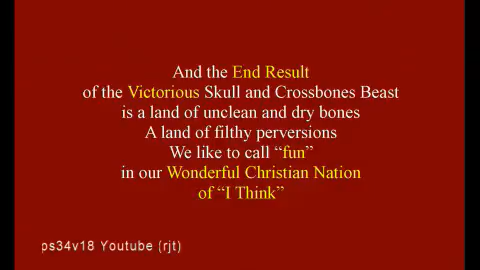 And the End Result
of the Victorious Skull and Crossbones Beast
is a land of unclean and dry bones
A land of filthy perversions
We like to call “fun”
in our Wonderful Christian Nation
of “I Think”
ps34v18 Youtube (rjt)